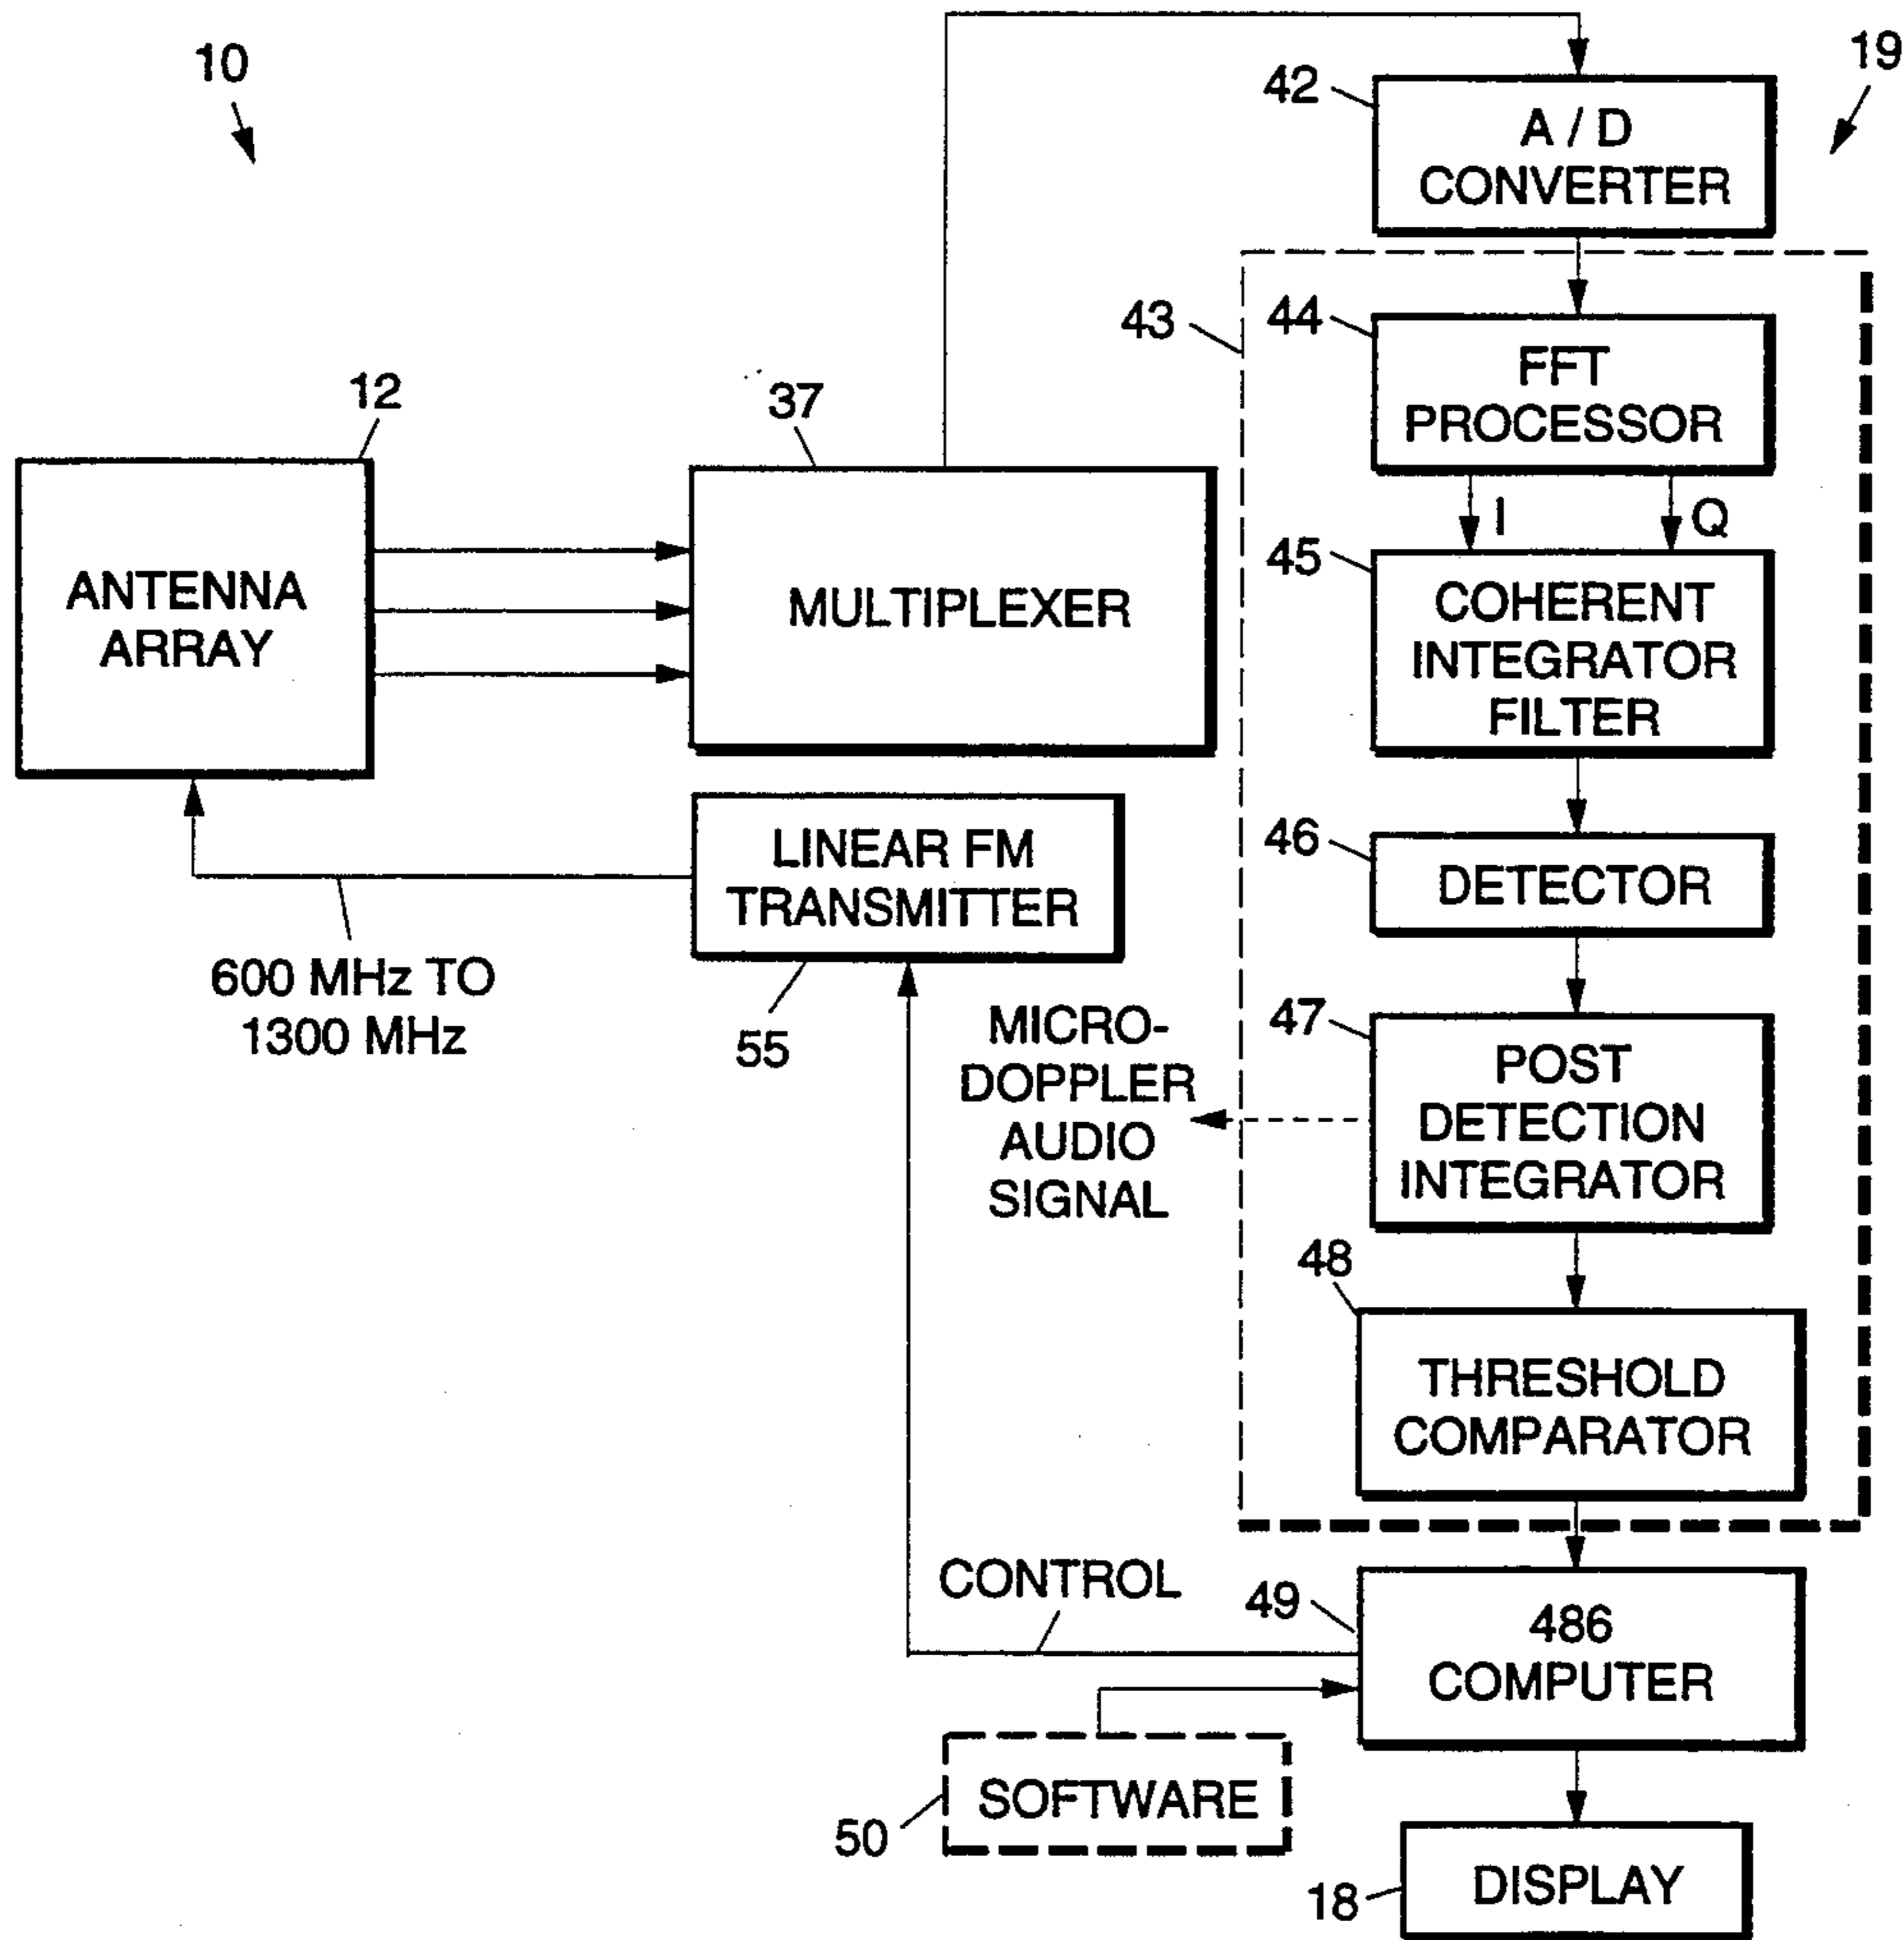 10
19
42
A / D
CONVERTER
43
44
FFT
PROCESSOR
I
Q
12
37
ANTENNA
ARRAY
MULTIPLEXER
45
COHERENT
INTEGRATOR
FILTER
LINEAR FM
TRANSMITTER
46
DETECTOR
600 MHz TO
1300 MHz
55
MICRO-
DOPPLER
AUDIO
SIGNAL
47
POST
DETECTION
INTEGRATOR
48
THRESHOLD
COMPARATOR
CONTROL
49
486
COMPUTER
50
SOFTWARE
18
DISPLAY